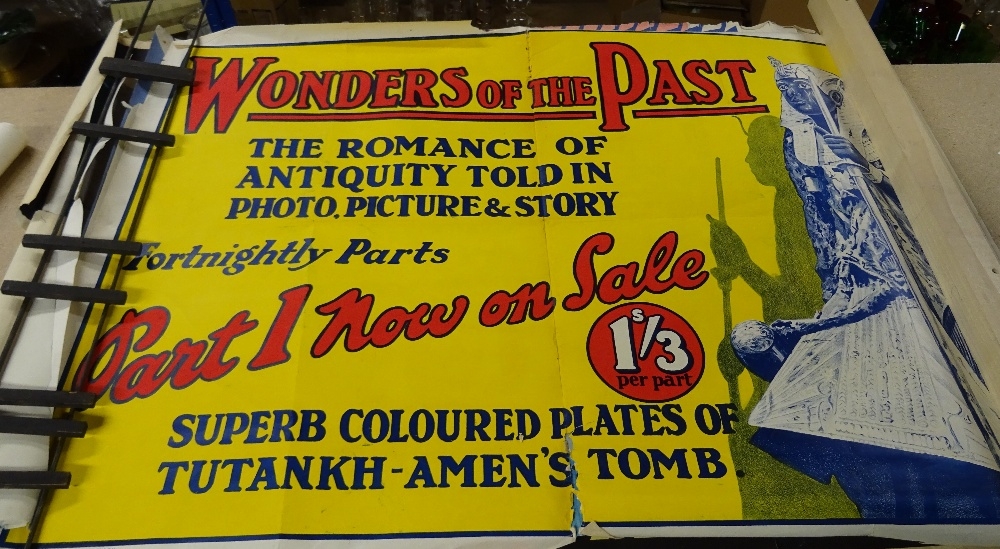 WONDERS OF THE PAST
THE ROMANCE OF
ANTIQUITY TOLD IN
PHOTO, PICTURE & STORY
Fortnightly Parts
Part 1 Now on Sale
1s/3
per part
SUPERB COLOURED PLATES OF
TUTANKH-AMEN'S TOMB.